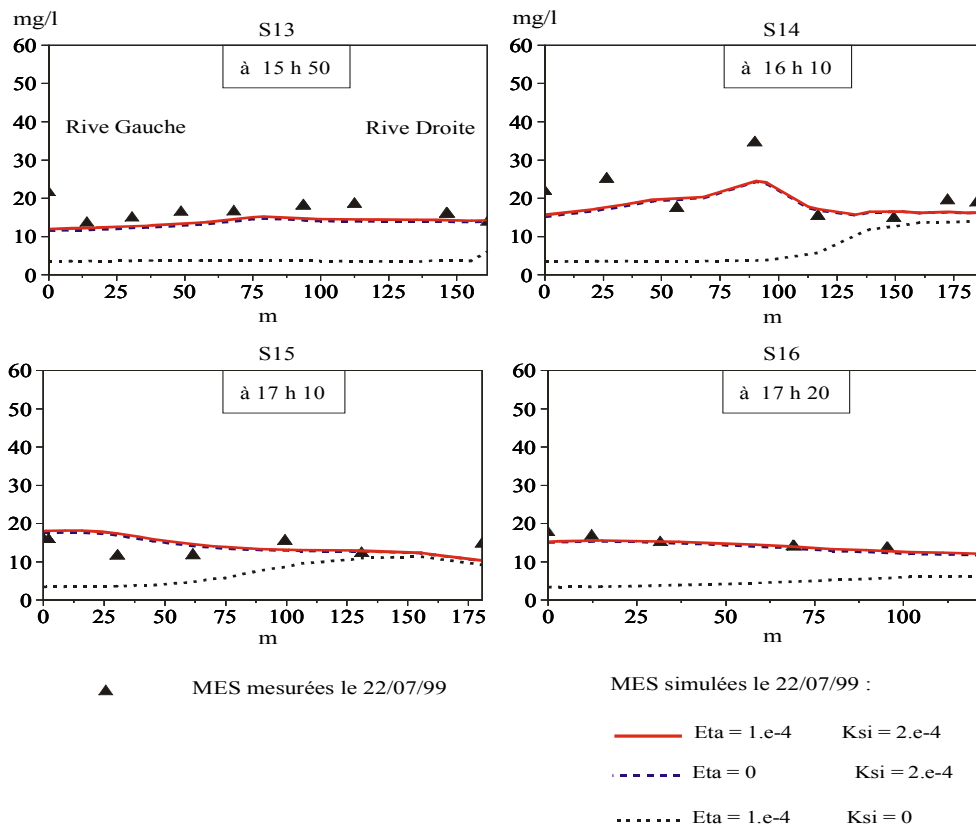 mg/l
S13
à 15 h 50
Rive Gauche
Rive Droite
60
50
40
30
20
10
0
0 25 50 75 100 125 150
m
mg/l
S14
à 16 h 10
60
50
40
30
20
10
0
0 25 50 75 100 125 150 175
m
S15
à 17 h 10
60
50
40
30
20
10
0
0 25 50 75 100 125 150 175
m
S16
à 17 h 20
60
50
40
30
20
10
0
0 25 50 75 100
m
MES mesurées le 22/07/99
MES simulées le 22/07/99 :
Eta = 1.e-4 Ksi = 2.e-4
Eta = 0 Ksi = 2.e-4
Eta = 1.e-4 Ksi = 0